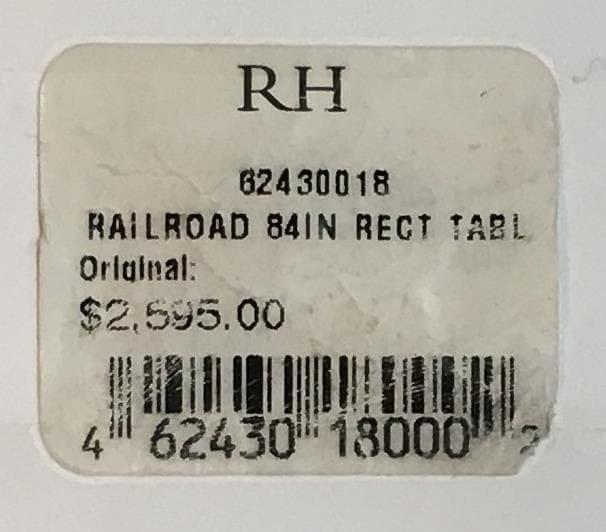 RH
62430018
RAILROAD 84IN RECT TABL
Original:
$2,595.00
4 62430 18000 2